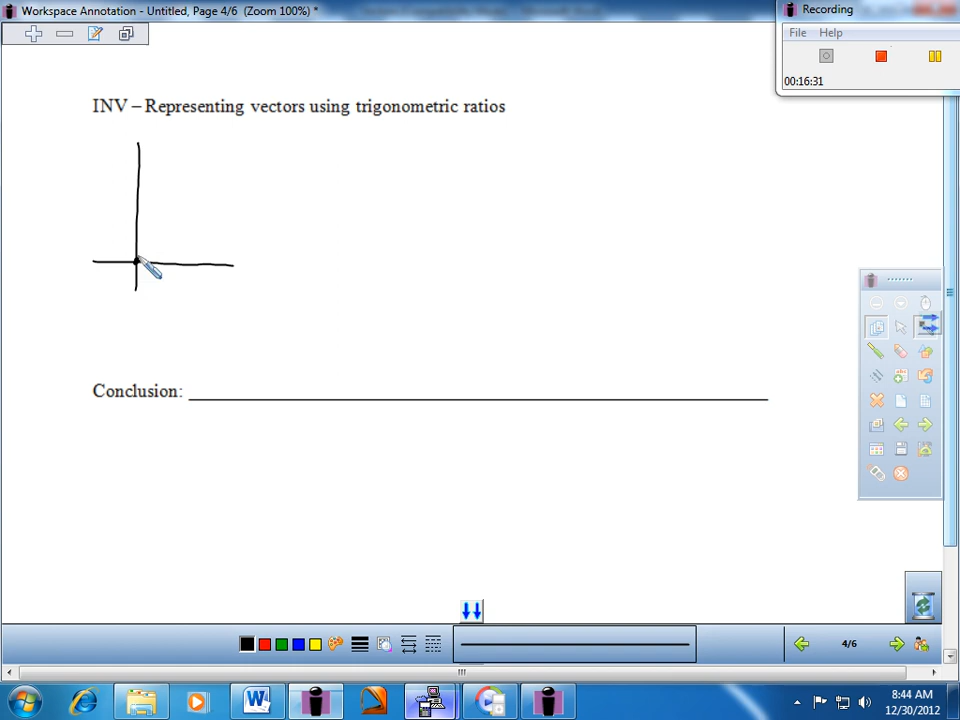 Workspace Annotation - Untitled, Page 4/6 (Zoom 100%) *
Recording
File Help
00:16:31
INV – Representing vectors using trigonometric ratios
Conclusion:
4/6
8:44 AM
12/30/2012